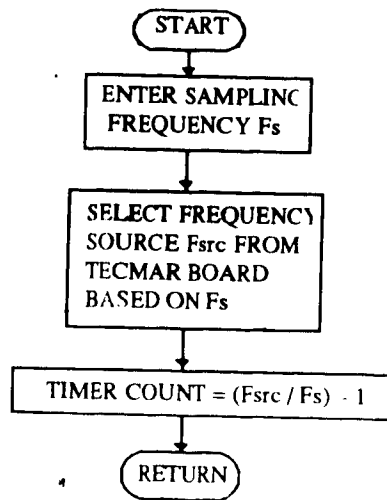 START
ENTER SAMPLING
FREQUENCY Fs
SELECT FREQUENCY
SOURCE Fsrc FROM
TECMAR BOARD
BASED ON Fs
TIMER COUNT = (Fsrc / Fs) - 1
RETURN